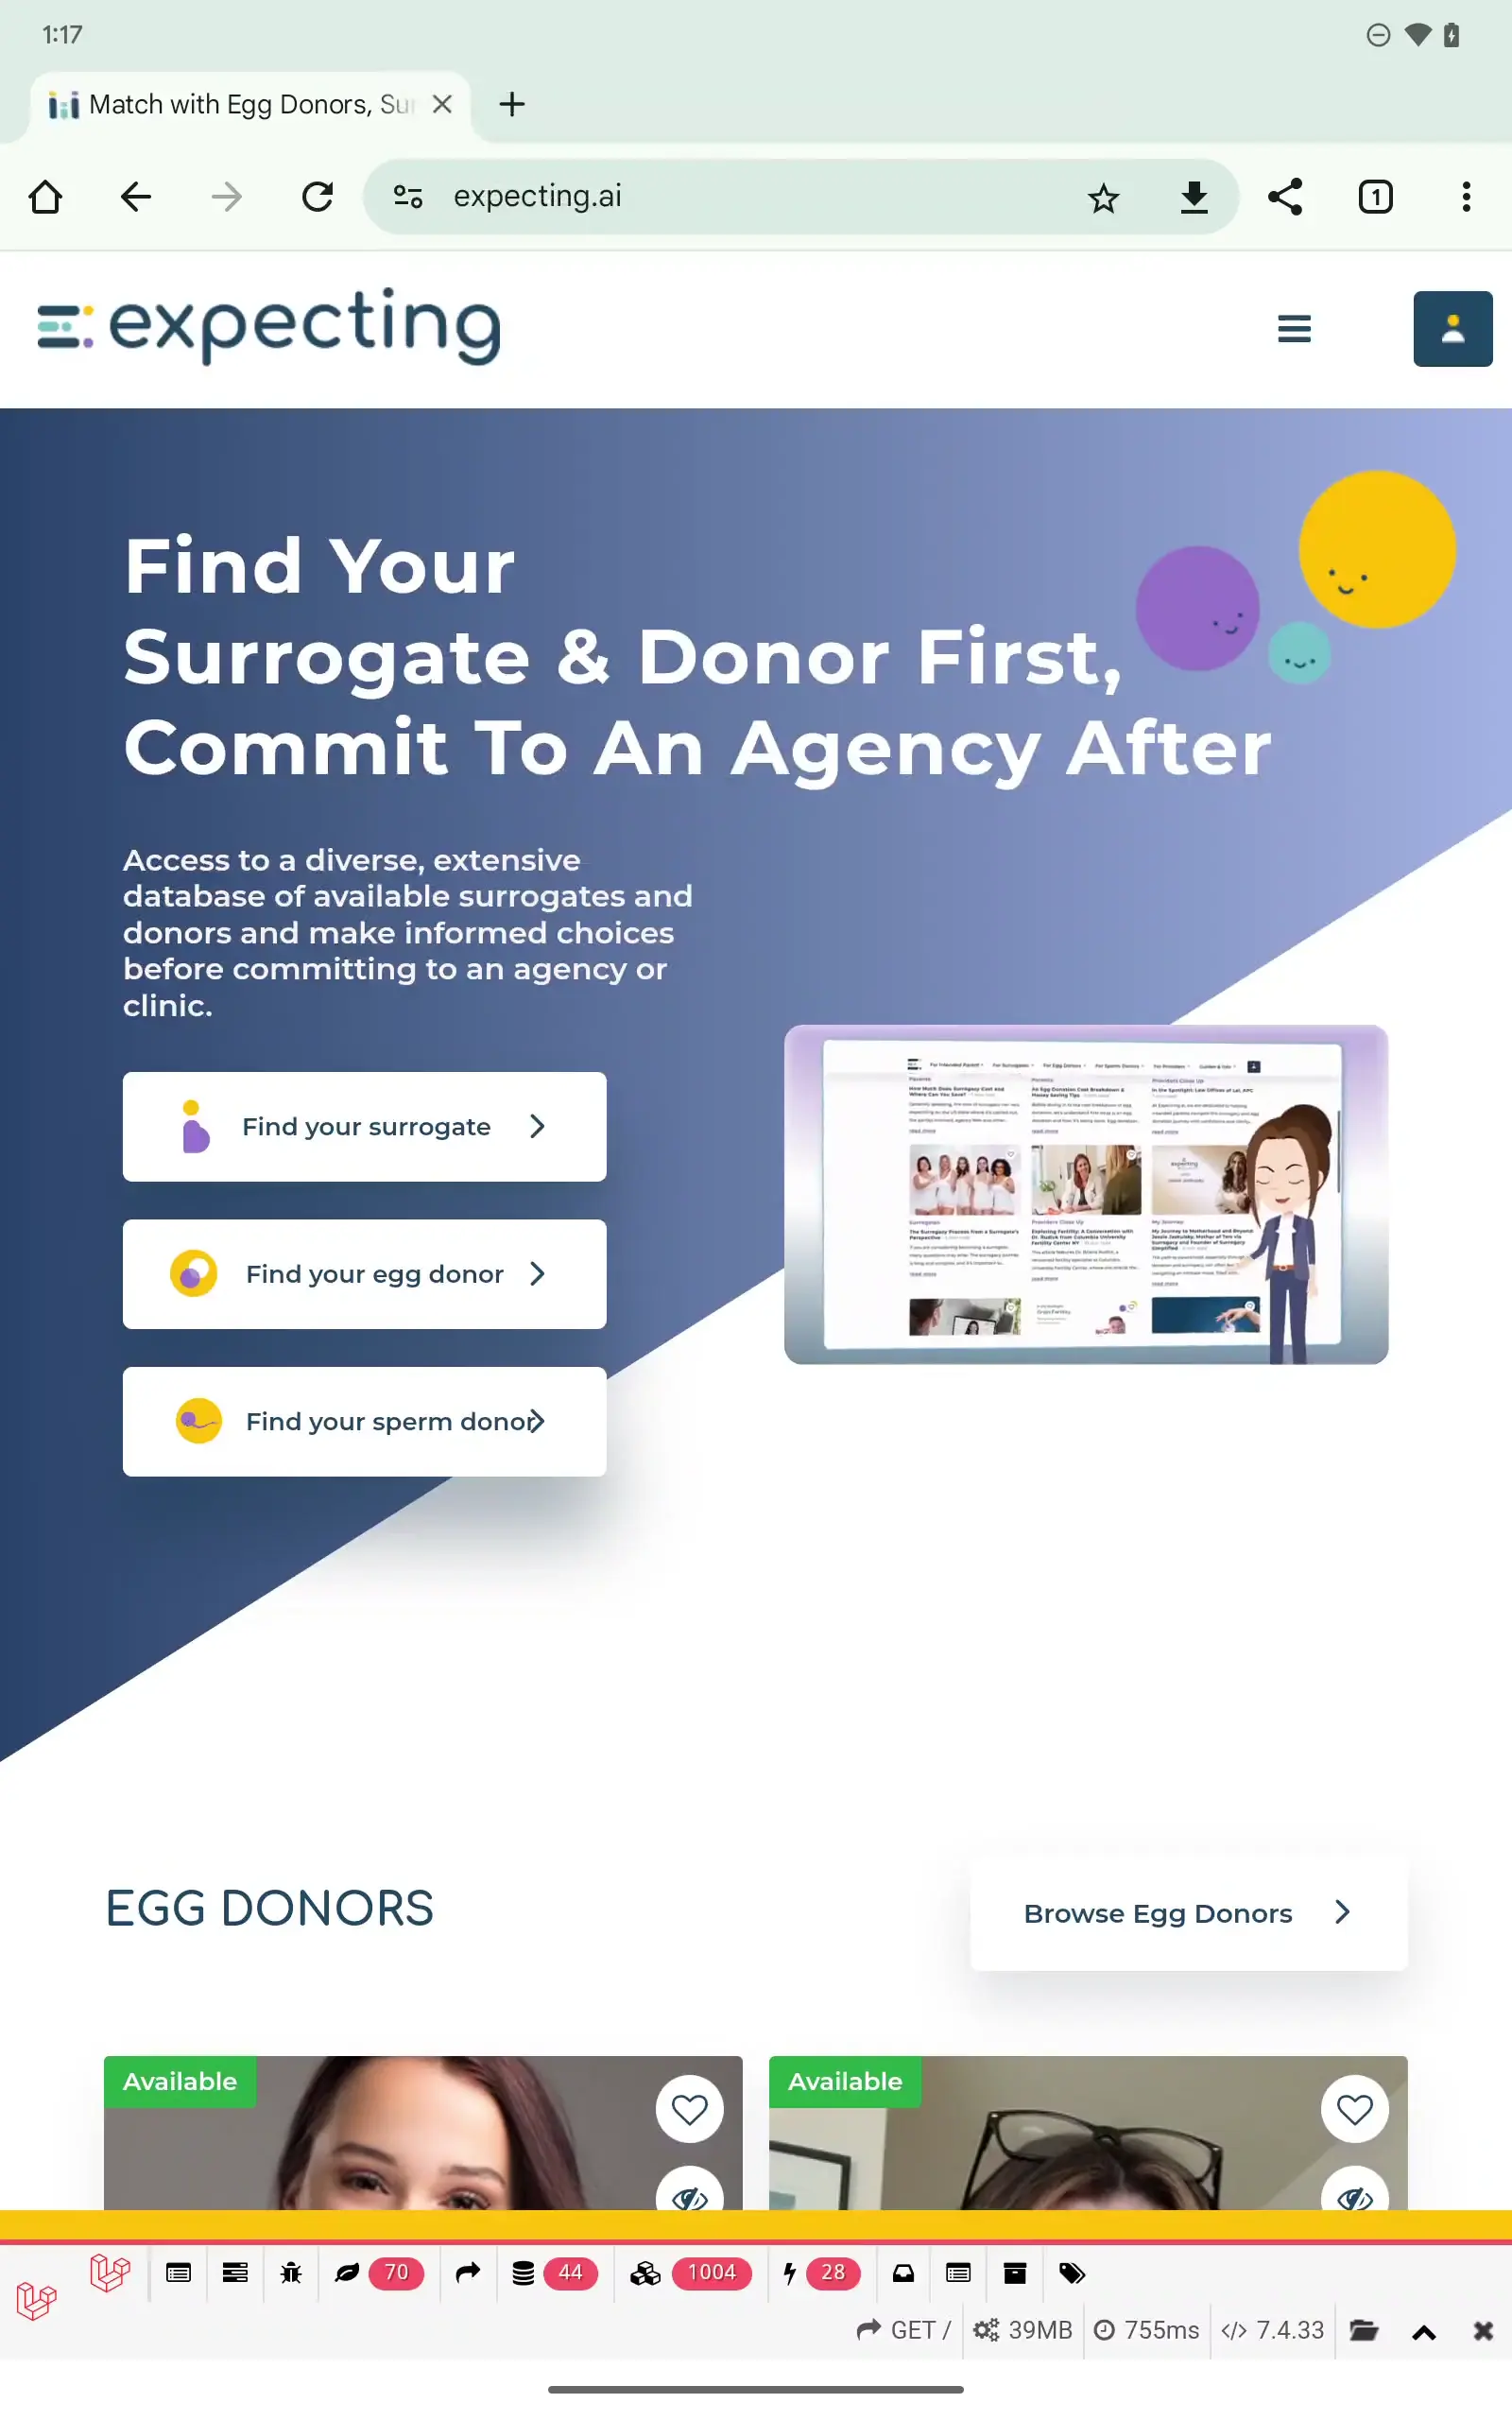 1:17
Match with Egg Donors, Su
expecting.ai
1
expecting
Find Your
Surrogate & Donor First,
Commit To An Agency After
Access to a diverse, extensive
database of available surrogates and
donors and make informed choices
before committing to an agency or
clinic.
Find your surrogate
Find your egg donor
Find your sperm donor
EGG DONORS
Browse Egg Donors
Available
Available
70
44
1004
28
GET /
39MB
755ms
7.4.33